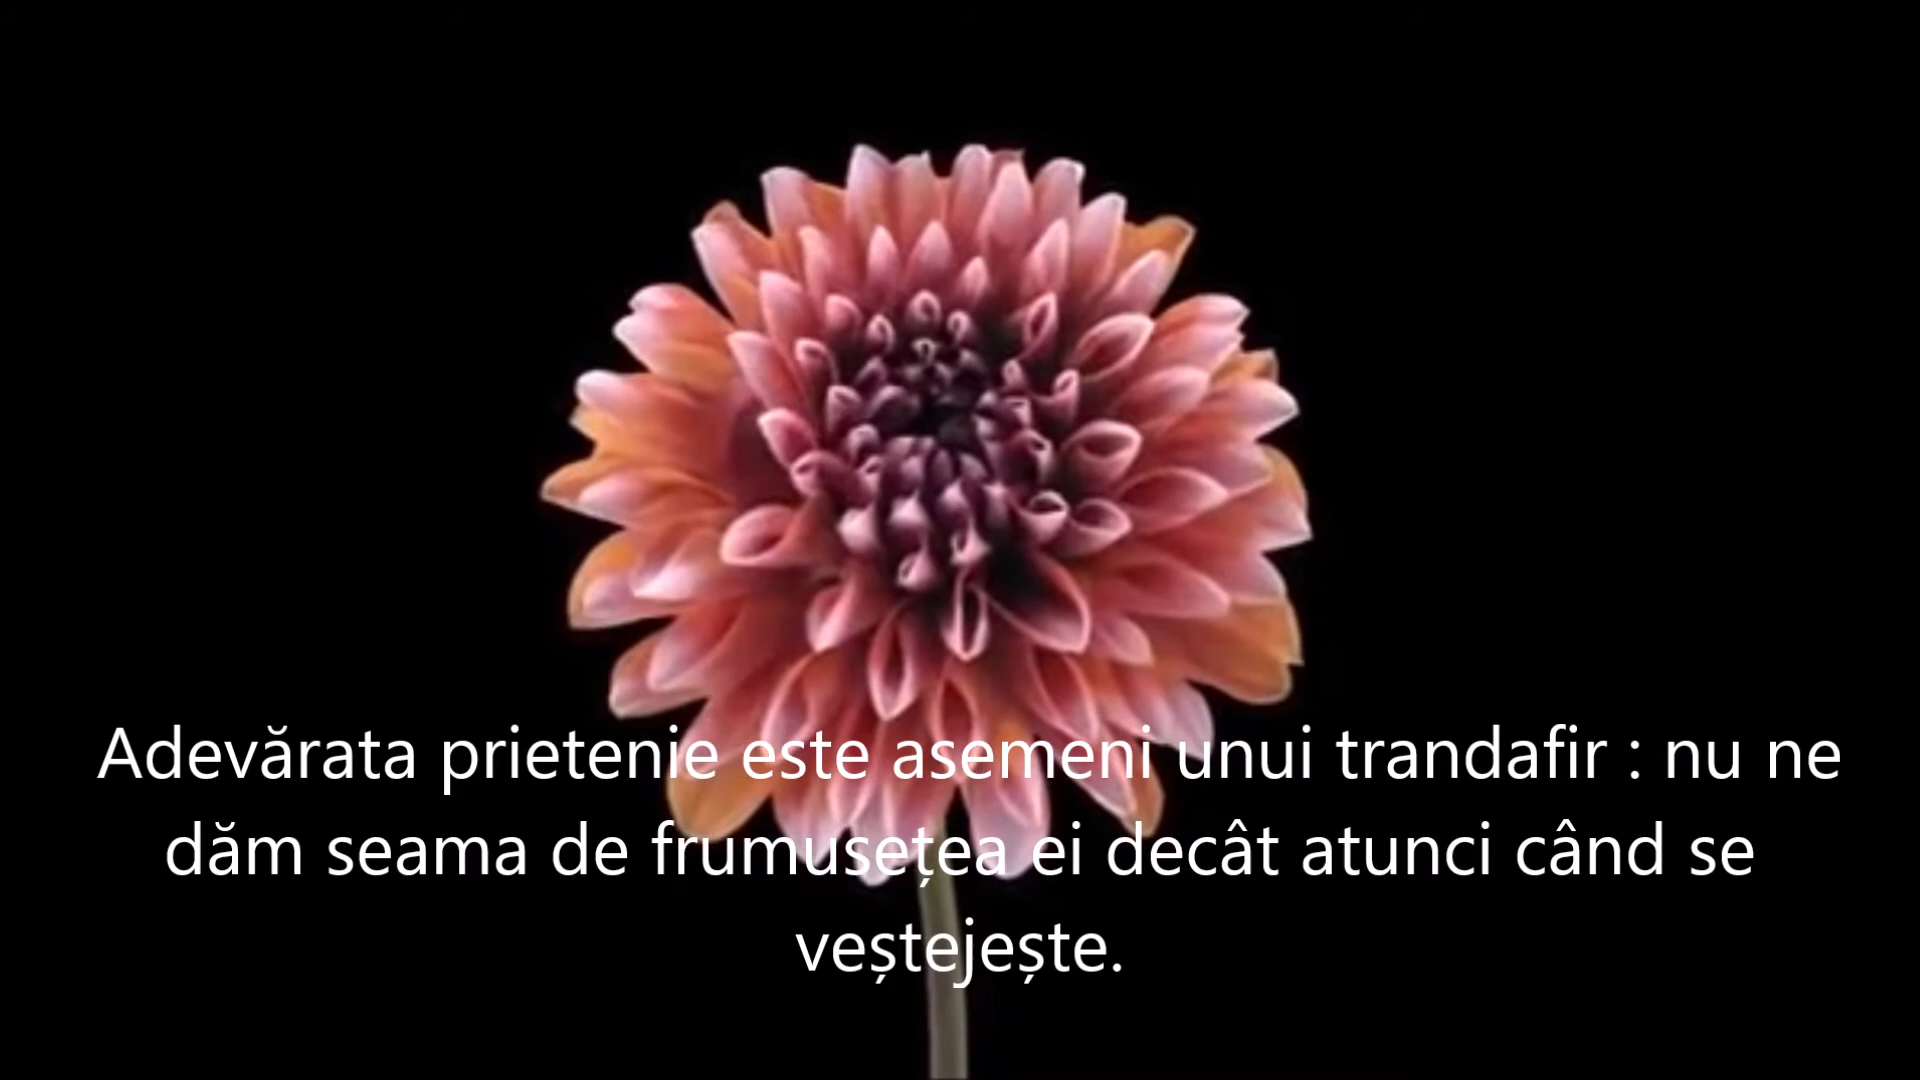 Adevărata prietenie este asemeni unui trandafir : nu ne
dăm seama de frumusețea ei decât atunci când se
veștejește.